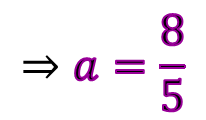 ⇒ a = 8/5